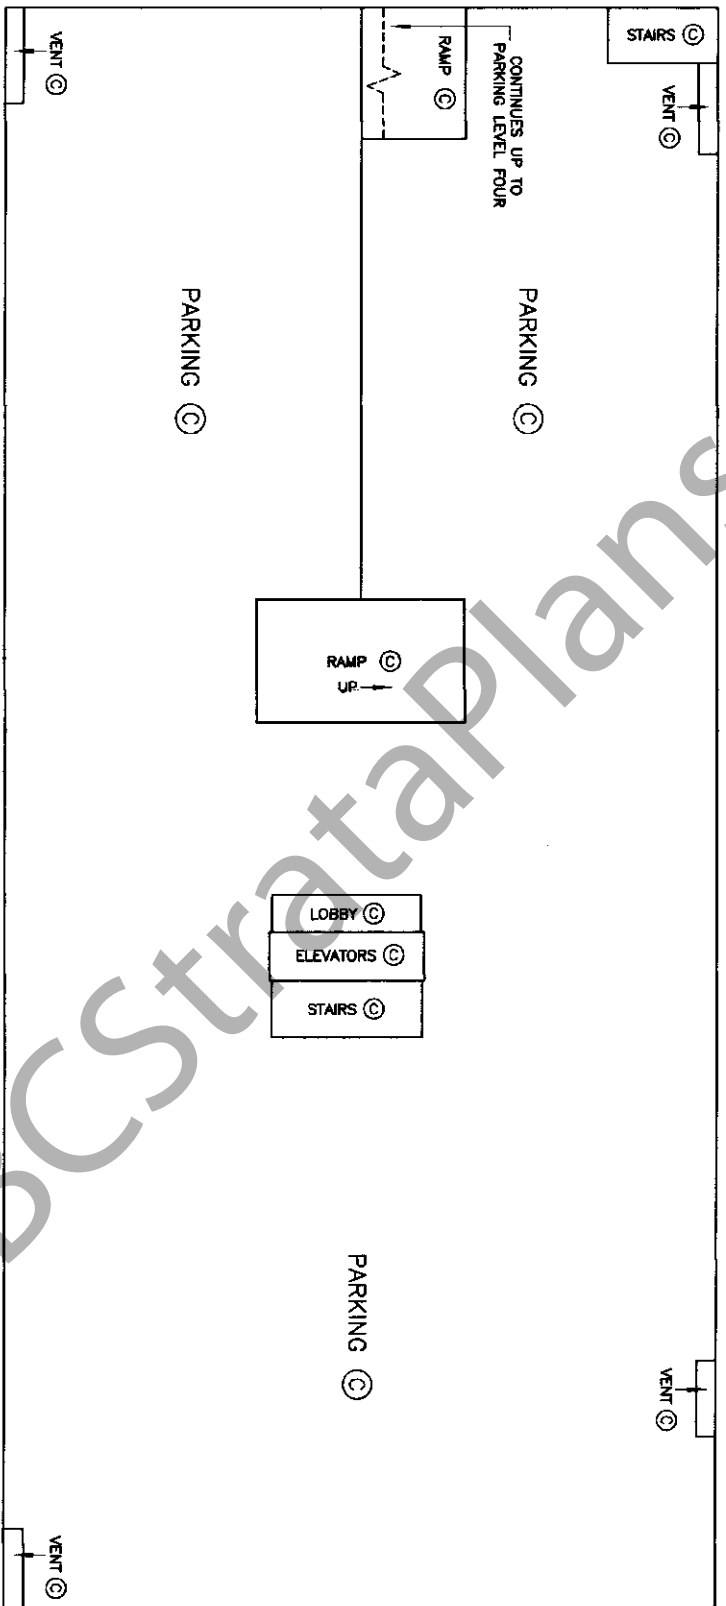 STAIRS Ⓒ
VENT Ⓒ
VENT Ⓒ
RAMP Ⓒ
CONTINUES UP TO
PARKING LEVEL FOUR
PARKING Ⓒ
PARKING Ⓒ
RAMP Ⓒ
UP
LOBBY Ⓒ
ELEVATORS Ⓒ
STAIRS Ⓒ
PARKING Ⓒ
VENT Ⓒ
VENT Ⓒ
BCStrataPlans